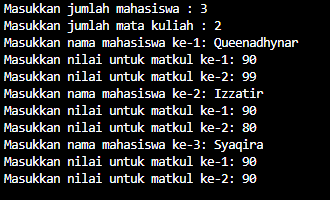 Masukkan jumlah mahasiswa : 3
Masukkan jumlah mata kuliah : 2
Masukkan nama mahasiswa ke-1: Queenadhynar
Masukkan nilai untuk matkul ke-1: 90
Masukkan nilai untuk matkul ke-2: 99
Masukkan nama mahasiswa ke-2: Izzatir
Masukkan nilai untuk matkul ke-1: 90
Masukkan nilai untuk matkul ke-2: 80
Masukkan nama mahasiswa ke-3: Syaqira
Masukkan nilai untuk matkul ke-1: 90
Masukkan nilai untuk matkul ke-2: 90